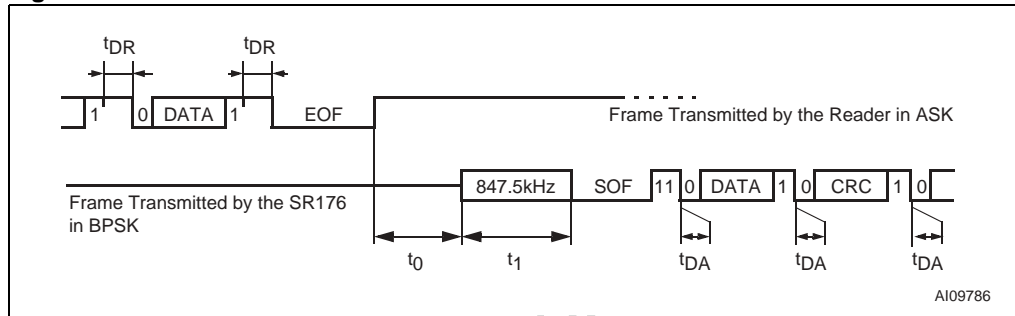 tDR tDR
1 0 DATA 1 EOF
Frame Transmitted by the Reader in ASK
847.5kHz SOF 11 0 DATA 1 0 CRC 1 0
Frame Transmitted by the SR176
in BPSK
t0 t1 tDA tDA tDA
AI09786